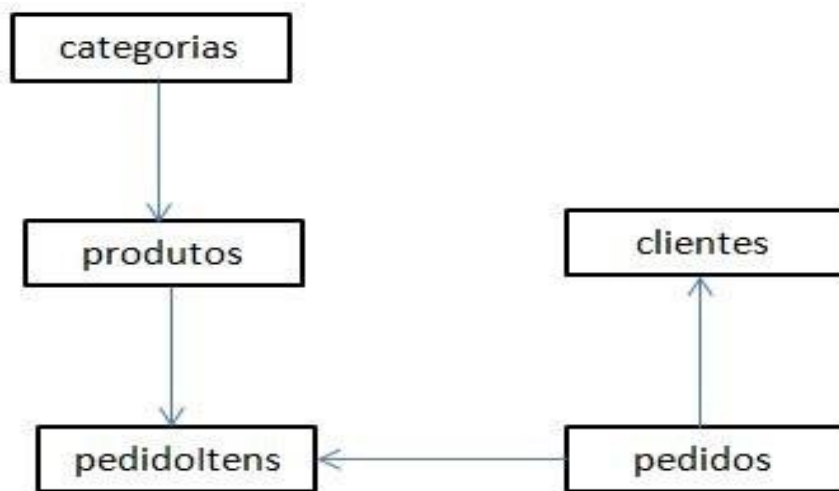 categorias
produtos
clientes
pedidoItens
pedidos